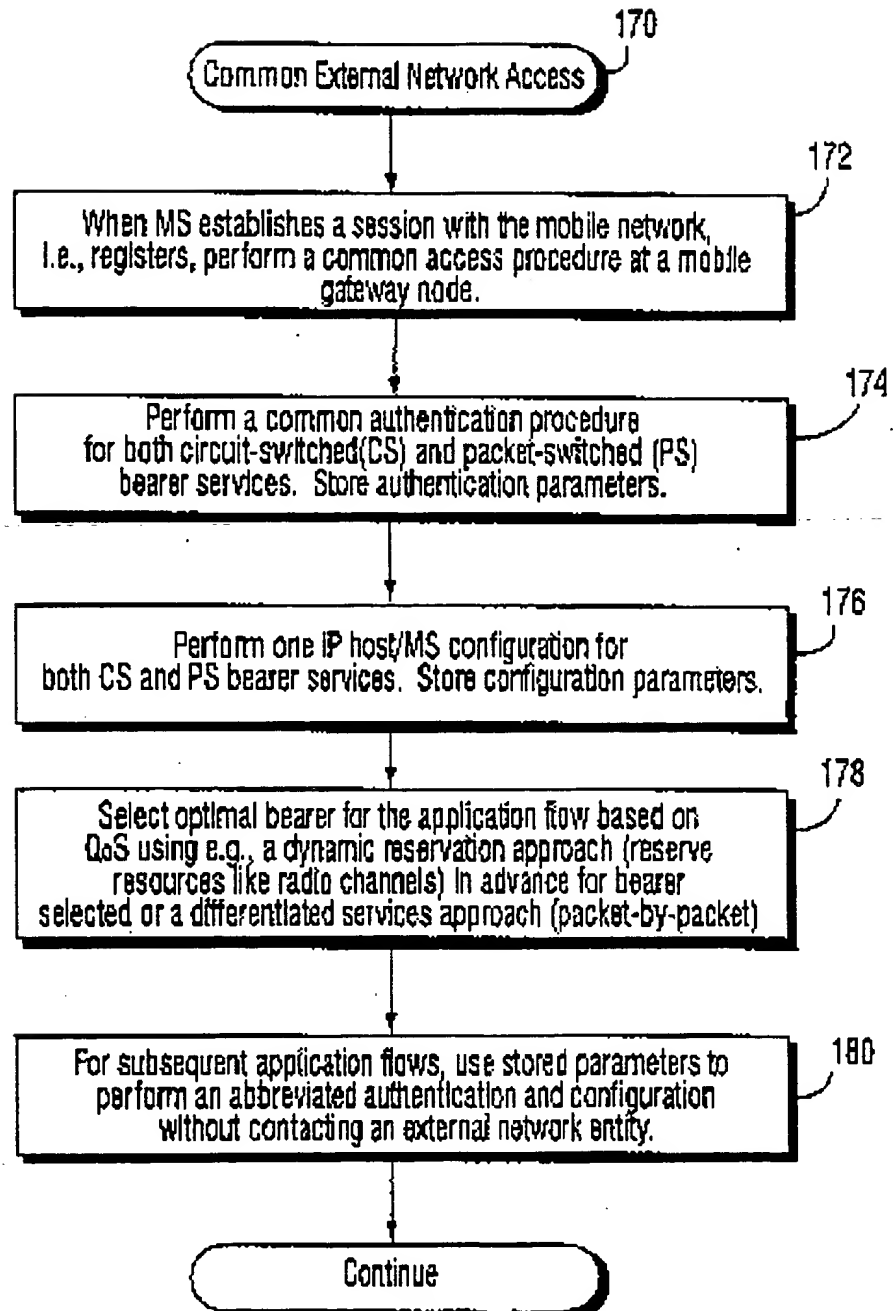 170
Common External Network Access
172
When MS establishes a session with the mobile network,
i.e., registers, perform a common access procedure at a mobile
gateway node.
174
Perform a common authentication procedure
for both circuit-switched(CS) and packet-switched (PS)
bearer services. Store authentication parameters.
176
Perform one IP host/MS configuration for
both CS and PS bearer services. Store configuration parameters.
178
Select optimal bearer for the application flow based on
QoS using e.g., a dynamic reservation approach (reserve
resources like radio channels) in advance for bearer
selected or a differentiated services approach (packet-by-packet)
180
For subsequent application flows, use stored parameters to
perform an abbreviated authentication and configuration
without contacting an external network entity.
Continue